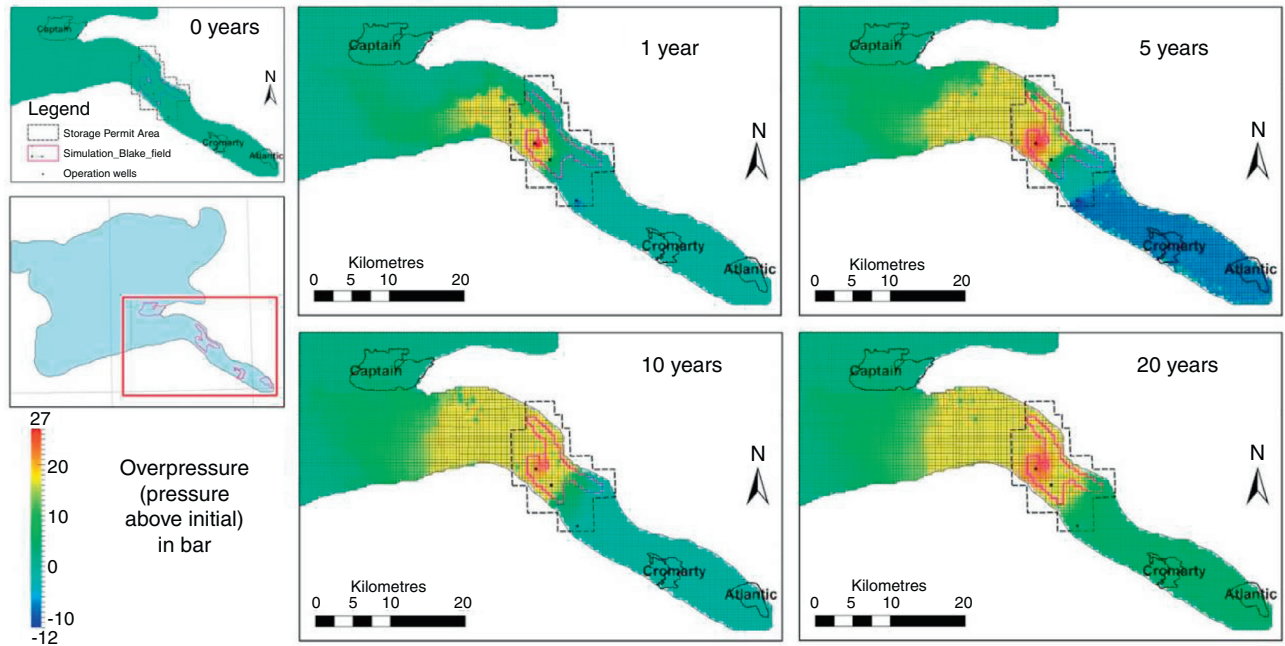 Captain
0 years
N
Legend
Storage Permit Area
Simulation_Blake_field
Operation wells
Cromarty
Atlantic
1 year
Captain
N
Cromarty
Atlantic
Kilometres
0 5 10 20
5 years
Captain
N
Cromarty
Atlantic
Kilometres
0 5 10 20
27
20
10
0
-10
-12
Overpressure
(pressure
above initial)
in bar
10 years
Captain
N
Cromarty
Atlantic
Kilometres
0 5 10 20
20 years
Captain
N
Cromarty
Atlantic
Kilometres
0 5 10 20